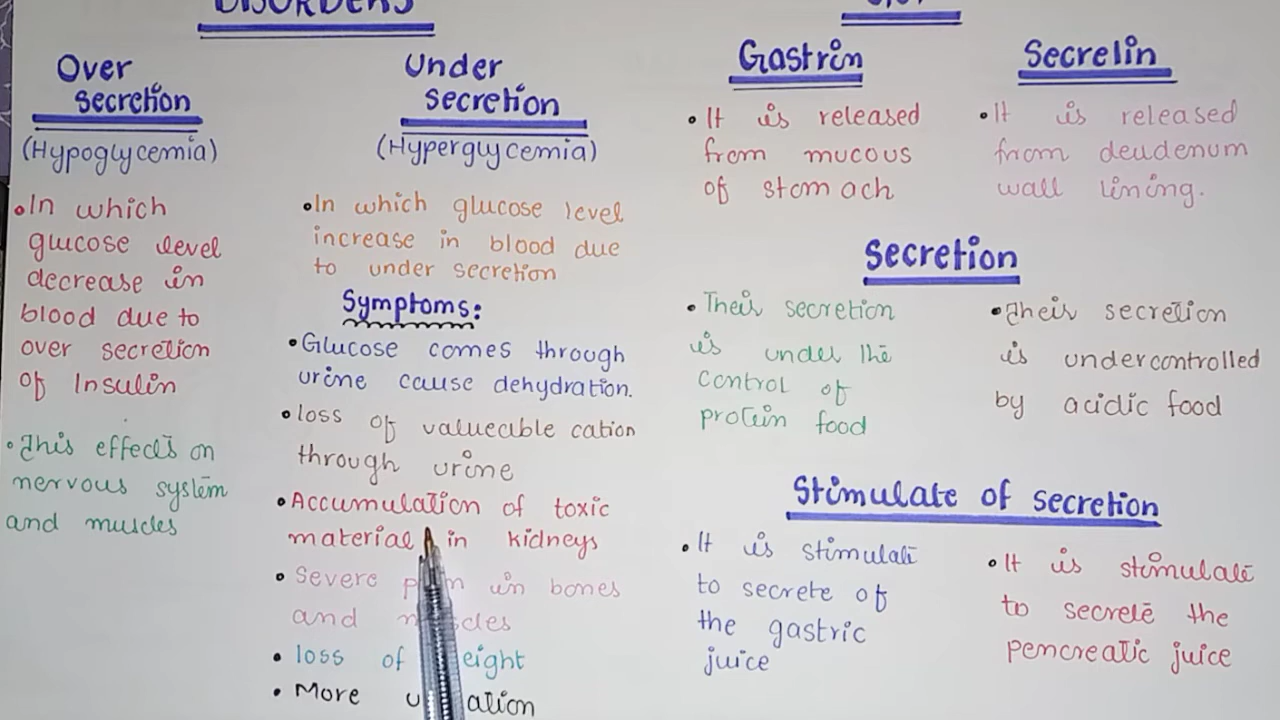 DISORDERS
Over
secretion
(Hypoglycemia)
•In which
glucose level
decrease in
blood due to
over secretion
of Insulin
•This effects on
nervous system
and muscles
Under
secretion
(Hyperglycemia)
•In which glucose level
increase in blood due
to under secretion
Symptoms:
•Glucose comes through
urine cause dehydration.
•loss of valueable cation
through urine
•Accumulation of toxic
material in kidneys
•Severe in bones
and
•loss of
•More
Gastrin
•It is released
from mucous
of stomach
Secretin
•It is released
from deudenum
wall lining.
Secretion
•Their secretion
is under the
control of
protein food
•Their secretion
is undercontrolled
by acidic food
Stimulate of secretion
•It is stimulate
to secrete of
the gastric
juice
•It is stimulate
to secrete the
pencreatic juice